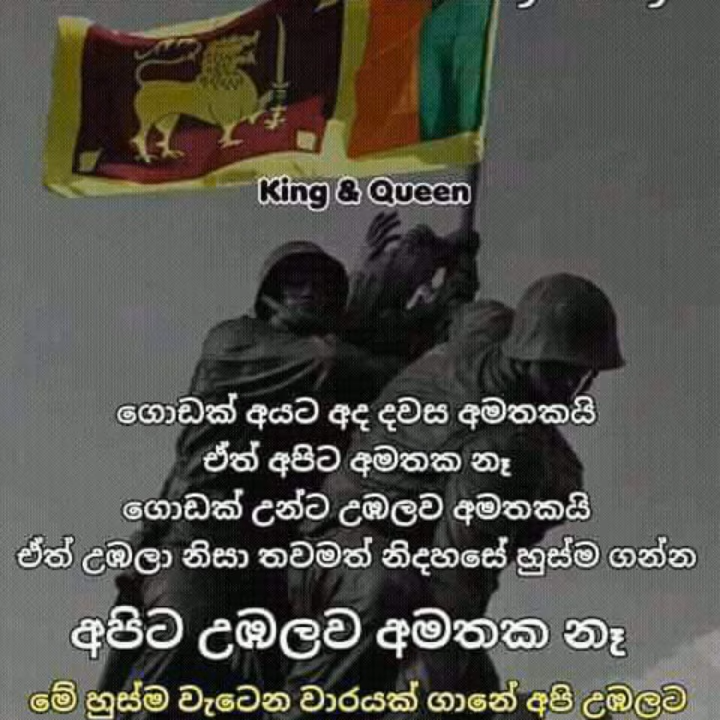 King & Queen
ගොඩක් අයට අද දවස අමතකයි
ඒත් අපිට අමතක නෑ
ගොඩක් උන්ට උඹලව අමතකයි
ඒත් උඹලා නිසා තවමත් නිදහසේ හුස්ම ගන්න
අපිට උඹලව අමතක නෑ
මේ හුස්ම වැටෙන වාරයක් ගානේ අපි උඹලට